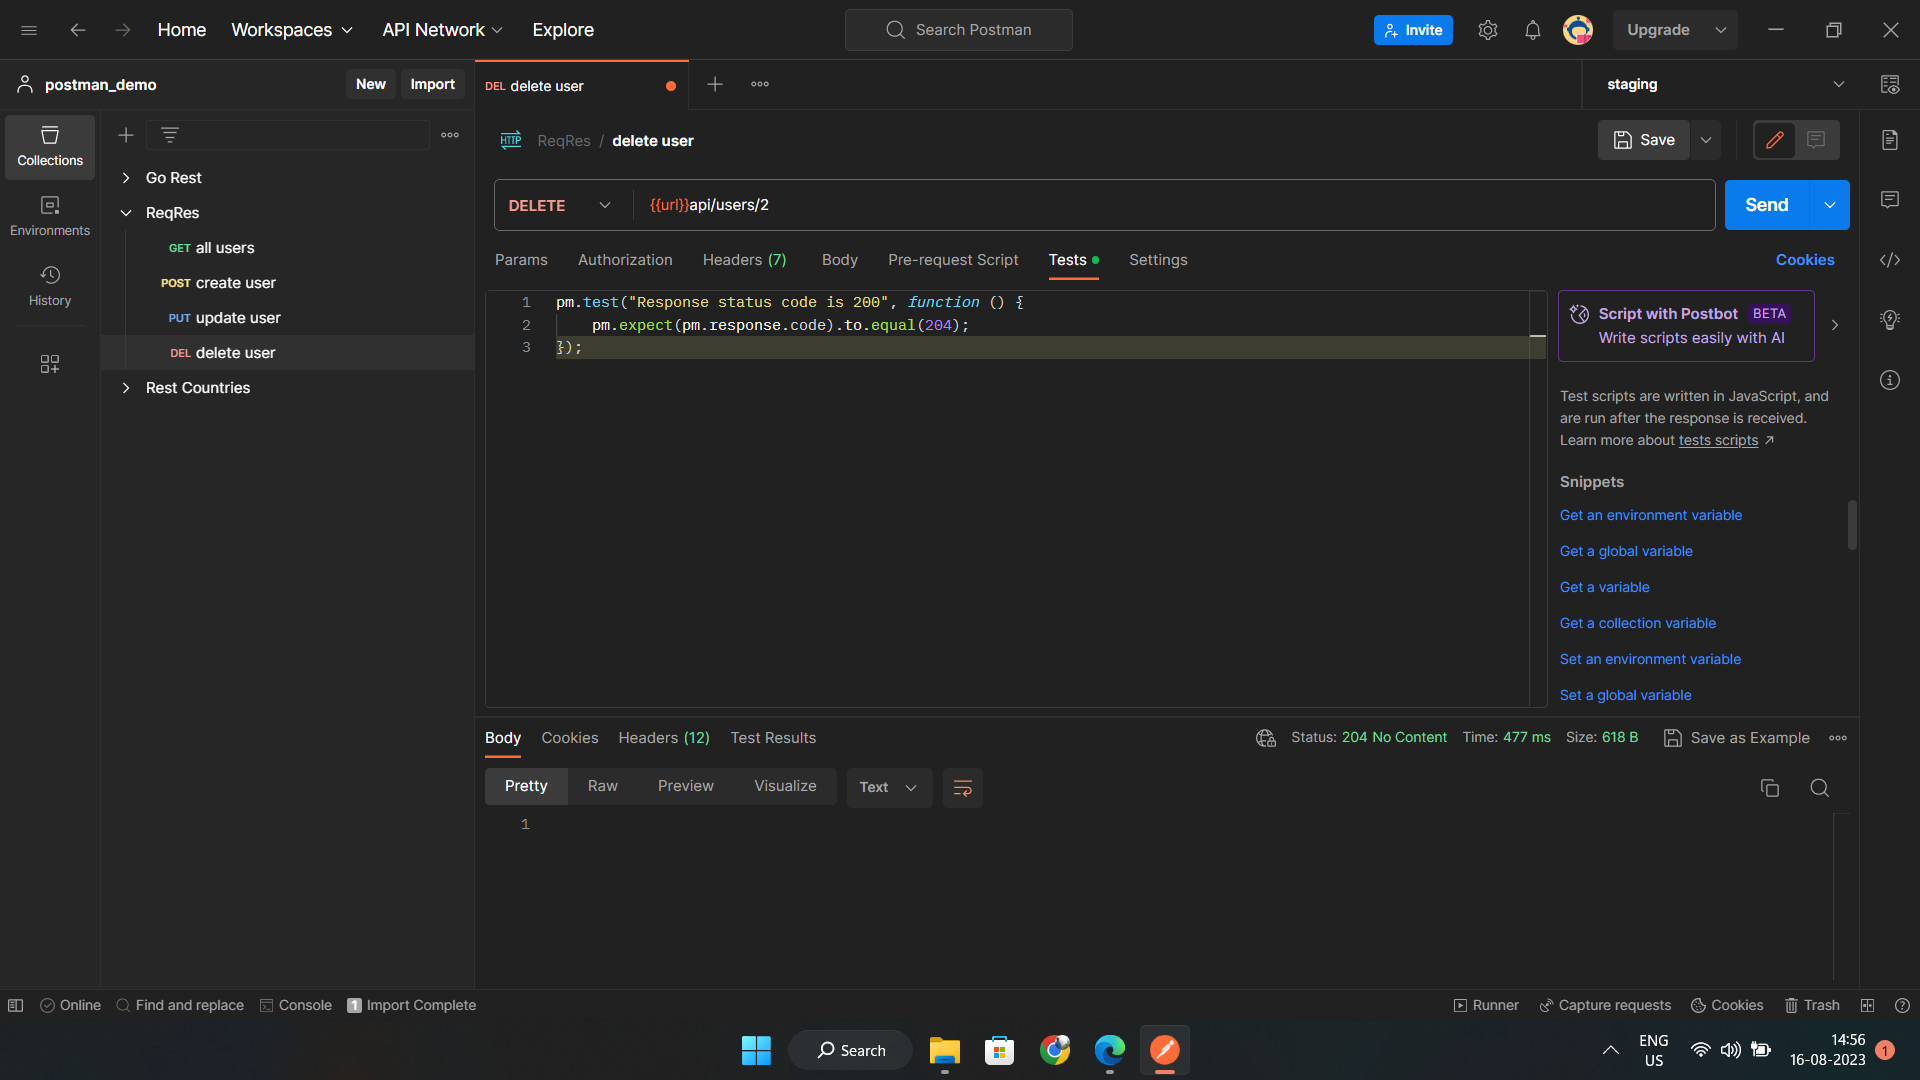 Home Workspaces API Network Explore Search Postman Invite Upgrade
postman_demo New Import DEL delete user staging
Collections
Environments
History
Go Rest
ReqRes
GET all users
POST create user
PUT update user
DEL delete user
Rest Countries
HTTP ReqRes / delete user Save
DELETE {{url}}api/users/2 Send
Params Authorization Headers (7) Body Pre-request Script Tests Settings Cookies
1 pm.test("Response status code is 200", function () {
2 pm.expect(pm.response.code).to.equal(204);
3 });
Script with Postbot BETA
Write scripts easily with AI
Test scripts are written in JavaScript, and
are run after the response is received.
Learn more about tests scripts
Snippets
Get an environment variable
Get a global variable
Get a variable
Get a collection variable
Set an environment variable
Set a global variable
Body Cookies Headers (12) Test Results Status: 204 No Content Time: 477 ms Size: 618 B Save as Example
Pretty Raw Preview Visualize Text
1
Online Find and replace Console 1 Import Complete Runner Capture requests Cookies Trash
Search
ENG
US
14:56
16-08-2023
1